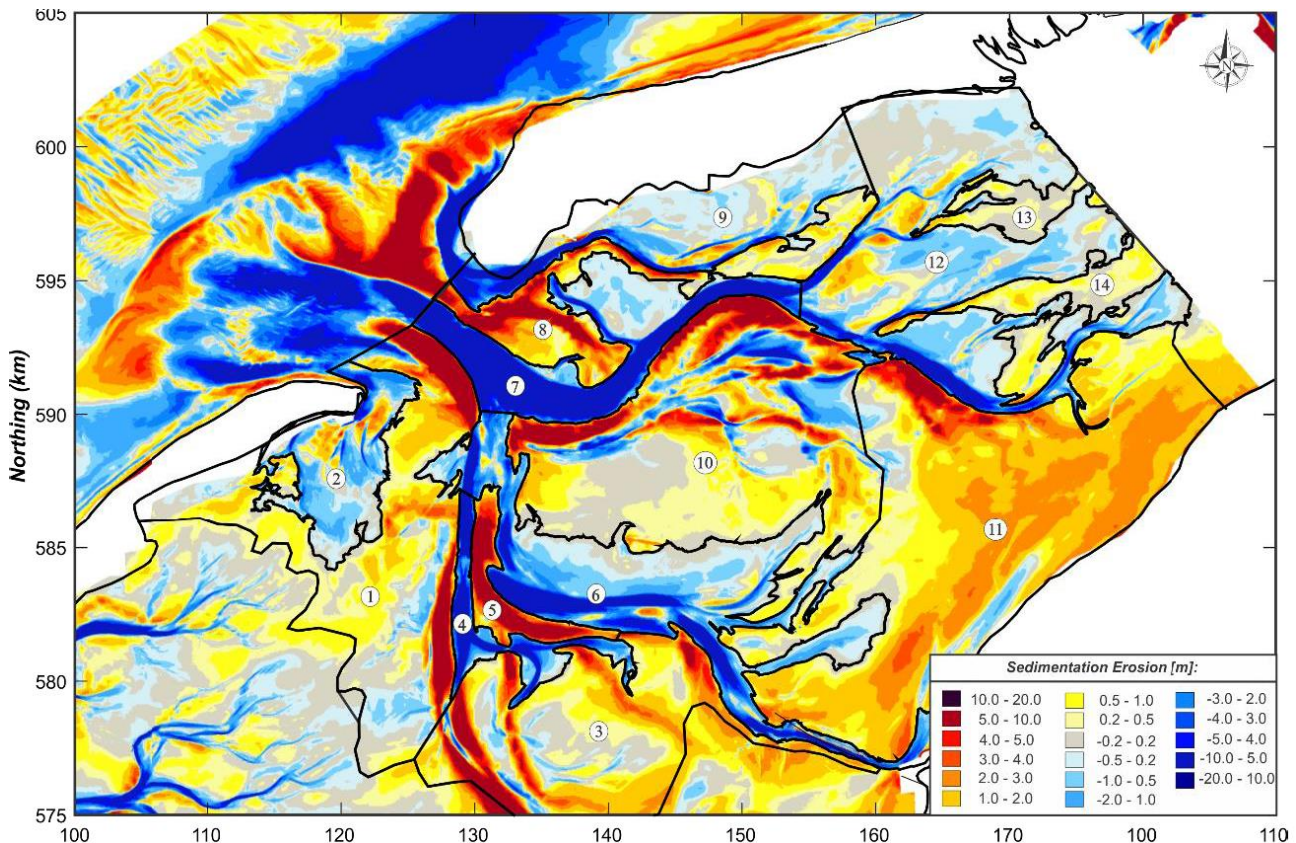 605
600
595
590
585
580
575
Northing (km)
N
9
13
12
14
8
7
10
2
11
1
6
5
4
3
Sedimentation Erosion [m]:
10.0 - 20.0
5.0 - 10.0
4.0 - 5.0
3.0 - 4.0
2.0 - 3.0
1.0 - 2.0
0.5 - 1.0
0.2 - 0.5
-0.2 - 0.2
-0.5 - 0.2
-1.0 - 0.5
-2.0 - 1.0
-3.0 - 2.0
-4.0 - 3.0
-5.0 - 4.0
-10.0 - 5.0
-20.0 - 10.0
100 110 120 130 140 150 160 170 100 110